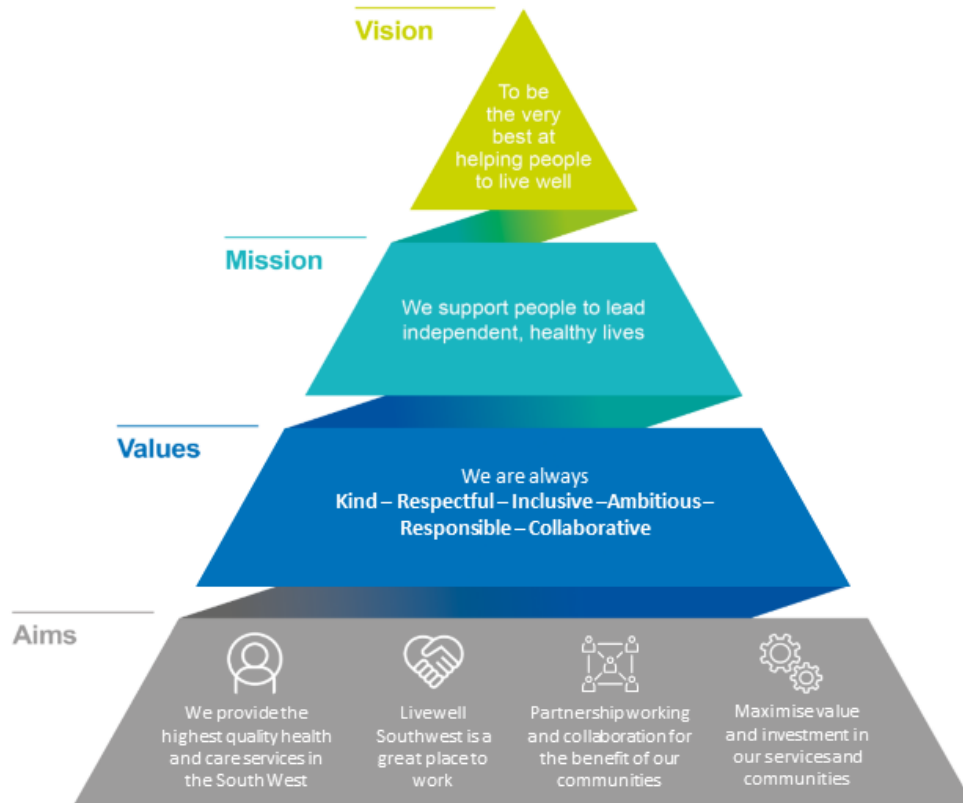 Vision
To be
the very
best at
helping people
to live well
Mission
We support people to lead
independent, healthy lives
Values
We are always
Kind – Respectful – Inclusive –Ambitious –
Responsible – Collaborative
Aims
We provide the
highest quality health
and care services in
the South West
Livewell
Southwest is a
great place to
work
Partnership working
and collaboration for
the benefit of our
communities
Maximise value
and investment in
our services and
communities